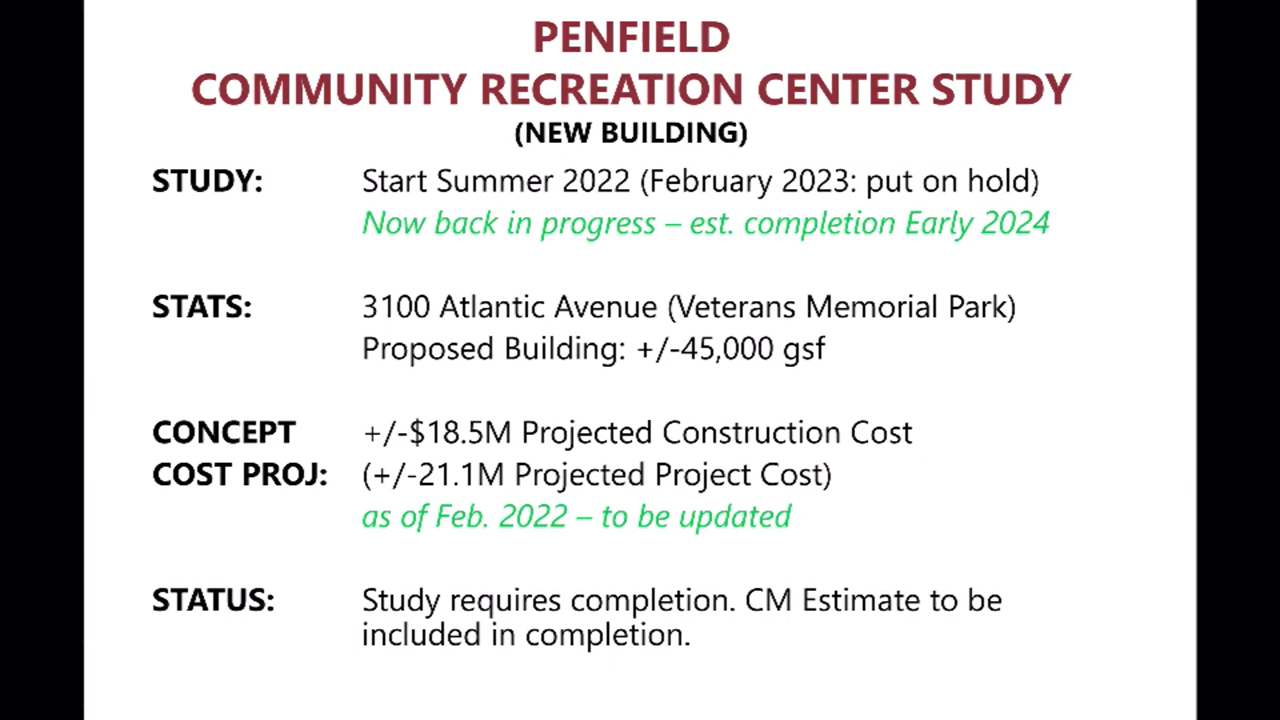 PENFIELD
COMMUNITY RECREATION CENTER STUDY
(NEW BUILDING)
STUDY: Start Summer 2022 (February 2023: put on hold)
Now back in progress – est. completion Early 2024
STATS: 3100 Atlantic Avenue (Veterans Memorial Park)
Proposed Building: +/-45,000 gsf
CONCEPT +/-$18.5M Projected Construction Cost
COST PROJ: (+/-21.1M Projected Project Cost)
as of Feb. 2022 – to be updated
STATUS: Study requires completion. CM Estimate to be
included in completion.